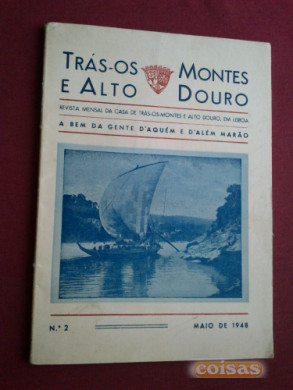 TRÁS-OS MONTES
E ALTO DOURO
REVISTA MENSAL DA CASA DE TRÁS-OS-MONTES E ALTO DOURO, EM LISBOA
A BEM DA GENTE D'AQUÉM E D'ALÉM MARÃO
N.º 2 MAIO DE 1948
coisas